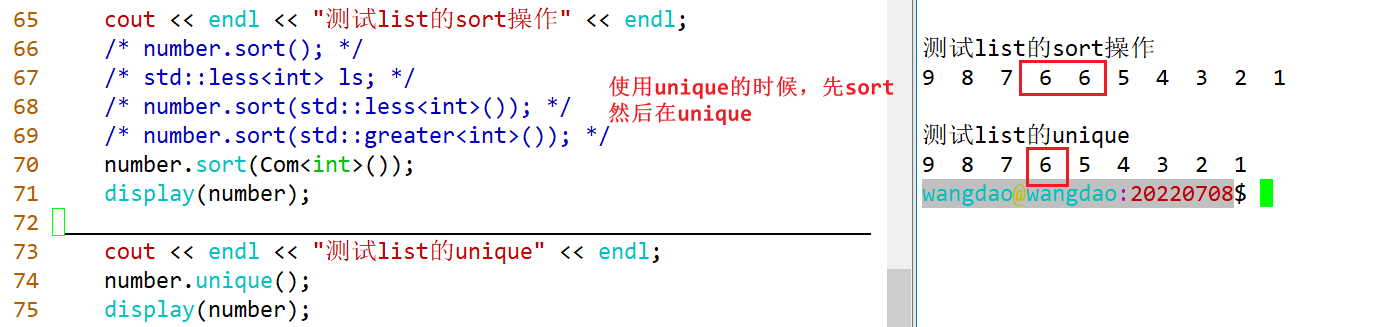 65 cout << endl << "测试list的sort操作" << endl;
66 /* number.sort(); */
67 /* std::less<int> ls; */
68 /* number.sort(std::less<int>()); */
69 /* number.sort(std::greater<int>()); */
70 number.sort(Com<int>());
71 display(number);
72
73 cout << endl << "测试list的unique" << endl;
74 number.unique();
75 display(number);
使用unique的时候，先sort
然后在unique
测试list的sort操作
9 8 7 6 6 5 4 3 2 1
测试list的unique
9 8 7 6 5 4 3 2 1
wangdao@wangdao:20220708$